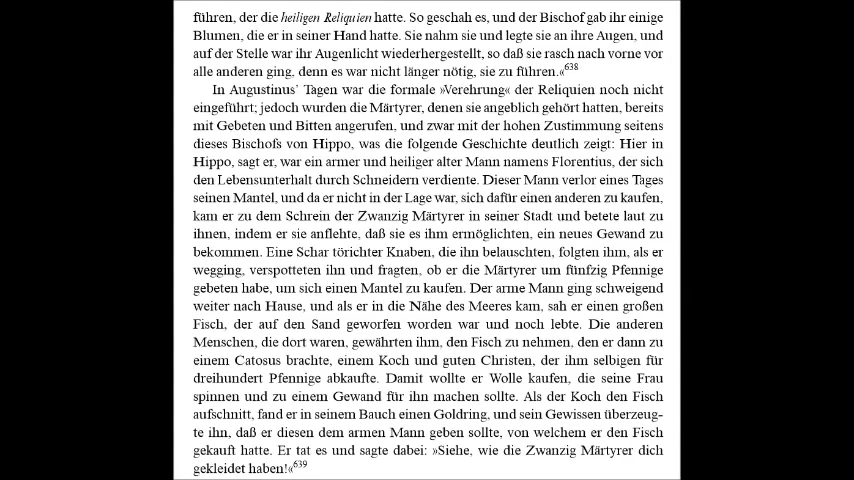 führen, der die heiligen Reliquien hatte. So geschah es, und der Bischof gab ihr einige
Blumen, die er in seiner Hand hatte. Sie nahm sie und legte sie an ihre Augen, und
auf der Stelle war ihr Augenlicht wiederhergestellt, so daß sie rasch nach vorne vor
alle anderen ging, denn es war nicht länger nötig, sie zu führen.«638
In Augustinus' Tagen war die formale »Verehrung« der Reliquien noch nicht
eingeführt; jedoch wurden die Märtyrer, denen sie angeblich gehört hatten, bereits
mit Gebeten und Bitten angerufen, und zwar mit der hohen Zustimmung seitens
dieses Bischofs von Hippo, was die folgende Geschichte deutlich zeigt: Hier in
Hippo, sagt er, war ein armer und heiliger alter Mann namens Florentius, der sich
den Lebensunterhalt durch Schneidern verdiente. Dieser Mann verlor eines Tages
seinen Mantel, und da er nicht in der Lage war, sich dafür einen anderen zu kaufen,
kam er zu dem Schrein der Zwanzig Märtyrer in seiner Stadt und betete laut zu
ihnen, indem er sie anflehte, daß sie es ihm ermöglichten, ein neues Gewand zu
bekommen. Eine Schar törichter Knaben, die ihn belauschten, folgten ihm, als er
wegging, verspotteten ihn und fragten, ob er die Märtyrer um fünfzig Pfennige
gebeten habe, um sich einen Mantel zu kaufen. Der arme Mann ging schweigend
weiter nach Hause, und als er in die Nähe des Meeres kam, sah er einen großen
Fisch, der auf den Sand geworfen worden war und noch lebte. Die anderen
Menschen, die dort waren, gewährten ihm, den Fisch zu nehmen, den er dann zu
einem Catosus brachte, einem Koch und guten Christen, der ihm selbigen für
dreihundert Pfennige abkaufte. Damit wollte er Wolle kaufen, die seine Frau
spinnen und zu einem Gewand für ihn machen sollte. Als der Koch den Fisch
aufschnitt, fand er in seinem Bauch einen Goldring, und sein Gewissen überzeug-
te ihn, daß er diesen dem armen Mann geben sollte, von welchem er den Fisch
gekauft hatte. Er tat es und sagte dabei: »Siehe, wie die Zwanzig Märtyrer dich
gekleidet haben!«639